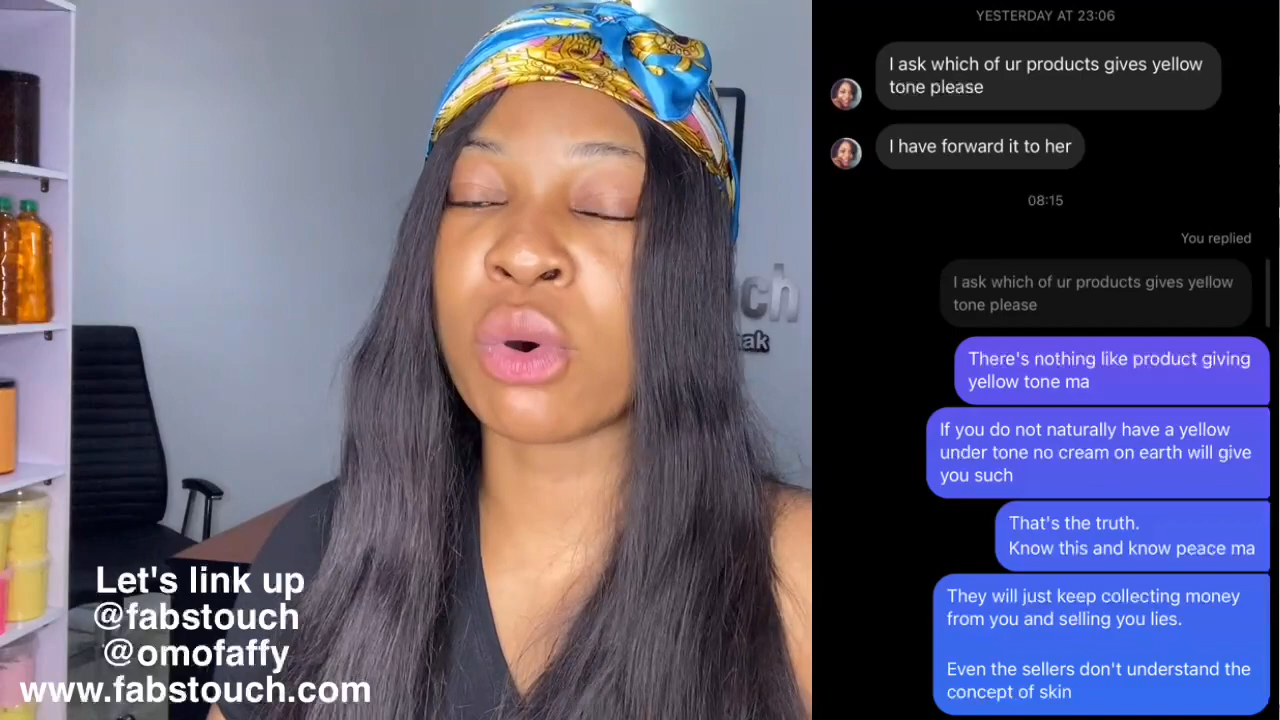 ch
ak
Let's link up
@fabstouch
@omofaffy
www.fabstouch.com
YESTERDAY AT 23:06
I ask which of ur products gives yellow
tone please
I have forward it to her
08:15
You replied
I ask which of ur products gives yellow
tone please
There's nothing like product giving
yellow tone ma
If you do not naturally have a yellow
under tone no cream on earth will give
you such
That's the truth.
Know this and know peace ma
They will just keep collecting money
from you and selling you lies.
Even the sellers don't understand the
concept of skin